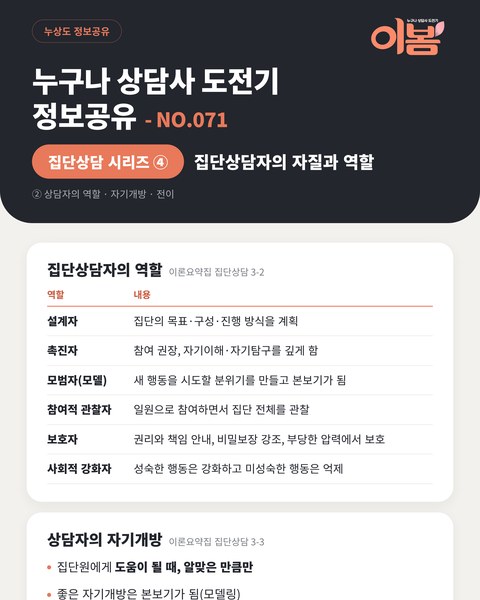 누상도 정보공유
누구나 상담사 도전기
이봄
누구나 상담사 도전기
정보공유 - NO.071
집단상담 시리즈 ④ 집단상담자의 자질과 역할
② 상담자의 역할 · 자기개방 · 전이
집단상담자의 역할 이론요약집 집단상담 3-2
역할 내용
설계자 집단의 목표·구성·진행 방식을 계획
촉진자 참여 권장, 자기이해·자기탐구를 깊게 함
모범자(모델) 새 행동을 시도할 분위기를 만들고 본보기가 됨
참여적 관찰자 일원으로 참여하면서 집단 전체를 관찰
보호자 권리와 책임 안내, 비밀보장 강조, 부당한 압력에서 보호
사회적 강화자 성숙한 행동은 강화하고 미성숙한 행동은 억제
상담자의 자기개방 이론요약집 집단상담 3-3
• 집단원에게 도움이 될 때, 알맞은 만큼만
• 좋은 자기개방은 본보기가 됨(모델링)